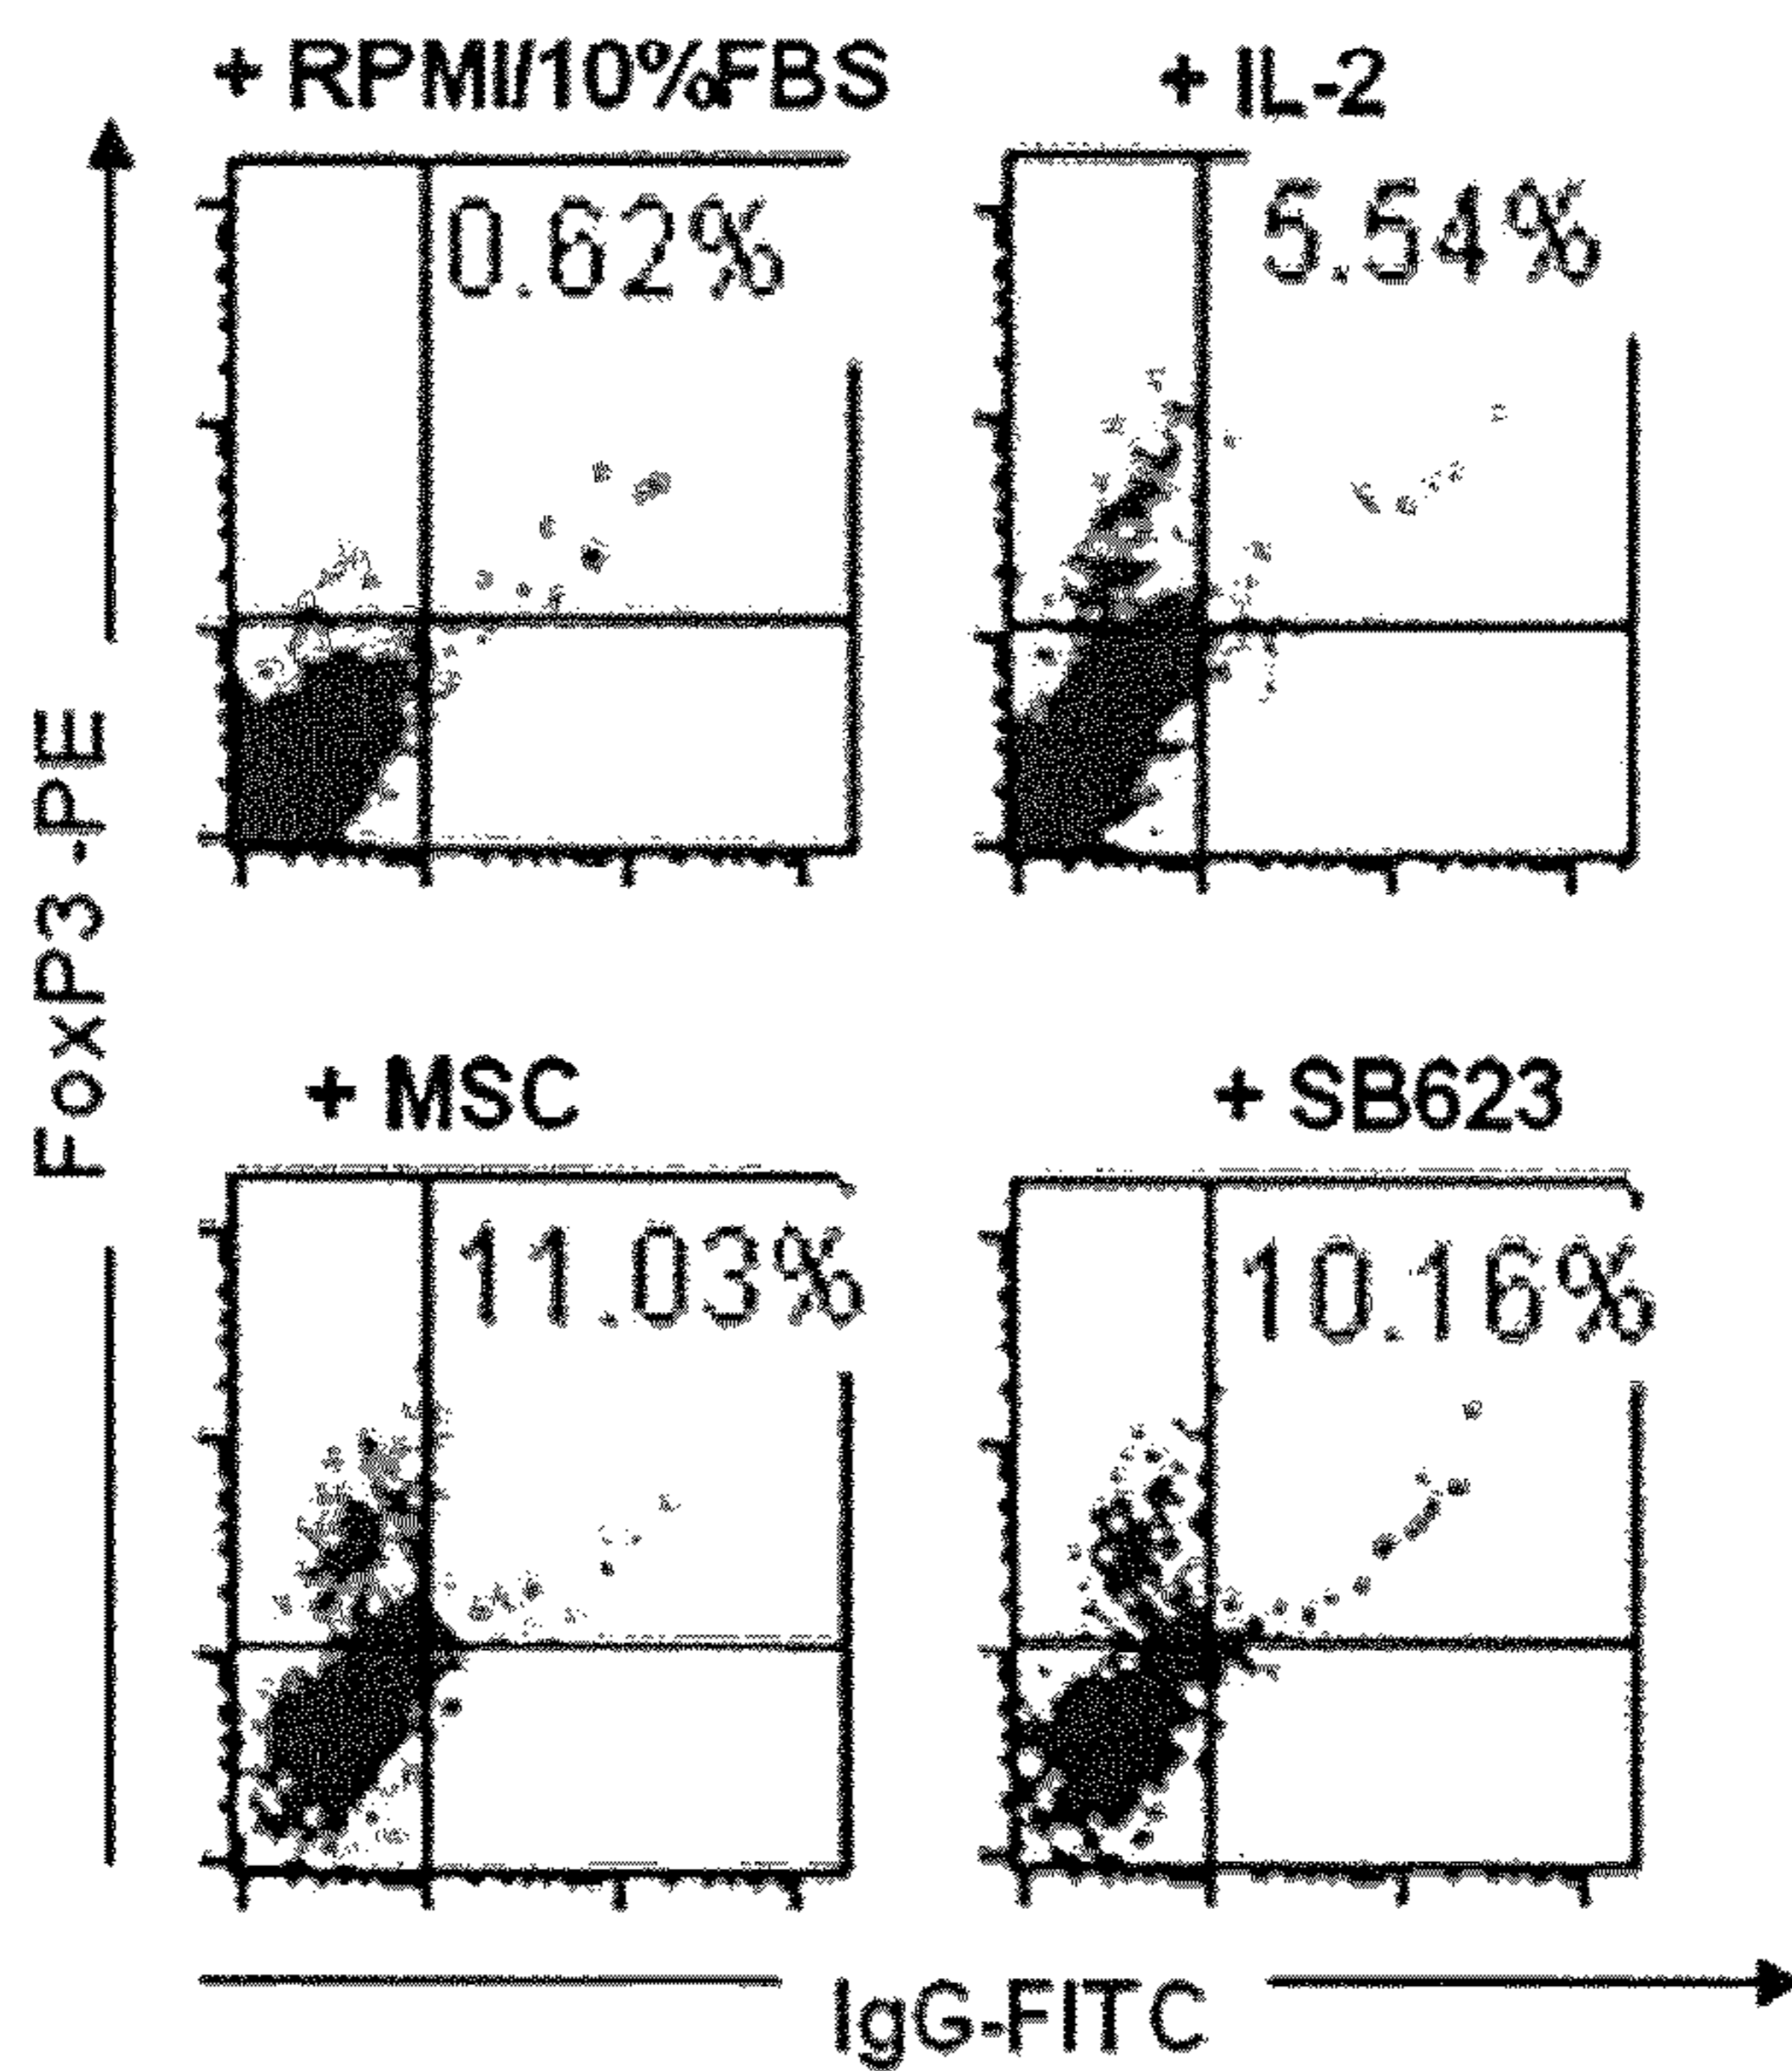 + RPMI/10%FBS
+ IL-2
0.62%
5.54%
FoxP3 -PE
+ MSC
+ SB623
11.03%
10.16%
IgG-FITC